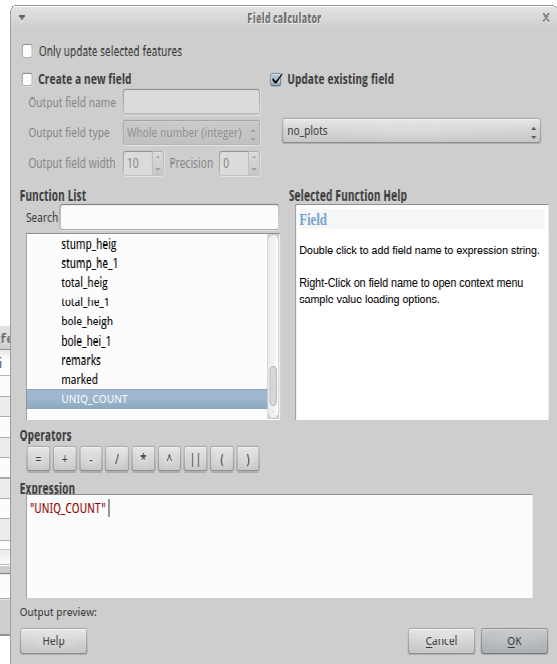 Field calculator
Only update selected features
Create a new field
Update existing field
Output field name
Output field type Whole number (integer)
Output field width 10 Precision 0
no_plots
Function List
Search
stump_heig
stump_he_1
total_heig
total_he_1
bole_heigh
bole_hei_1
remarks
marked
UNIQ_COUNT
Selected Function Help
Field
Double click to add field name to expression string.
Right-Click on field name to open context menu
sample value loading options.
Operators
= + - / * ^ || ( )
Expression
"UNIQ_COUNT"
Output preview:
Help
Cancel
OK